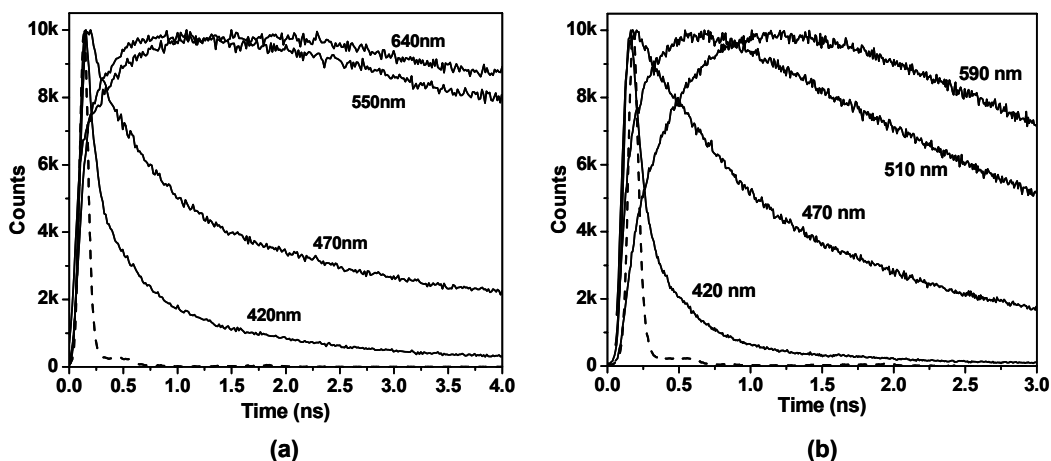 10k
8k
6k
4k
2k
0
Counts
0.0 0.5 1.0 1.5 2.0 2.5 3.0 3.5 4.0
Time (ns)
640nm
550nm
470nm
420nm
(a)
10k
8k
6k
4k
2k
0
Counts
0.0 0.5 1.0 1.5 2.0 2.5 3.0
Time (ns)
590 nm
510 nm
470 nm
420 nm
(b)